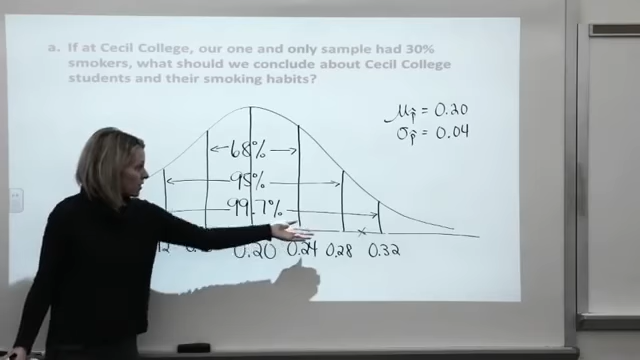 a. If at Cecil College, our one and only sample had 30%
smokers, what should we conclude about Cecil College
students and their smoking habits?
μp̂ = 0.20
σp̂ = 0.04
68%
95%
99.7%
0.20 0.24 0.28 0.32